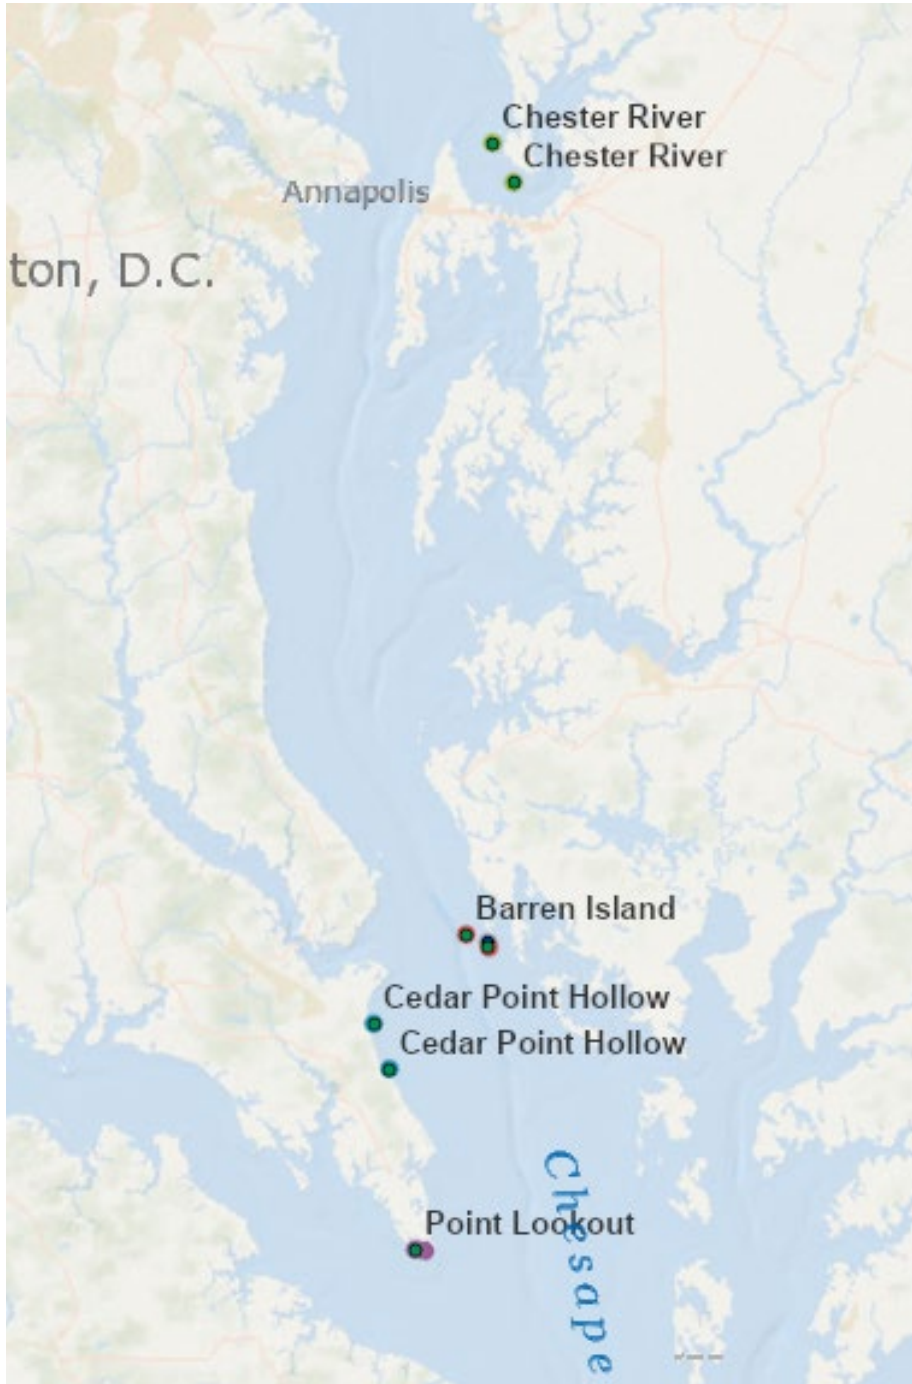 Chester River
Chester River
Annapolis
ton, D.C.
Barren Island
Cedar Point Hollow
Cedar Point Hollow
Point Lookout
Chesape